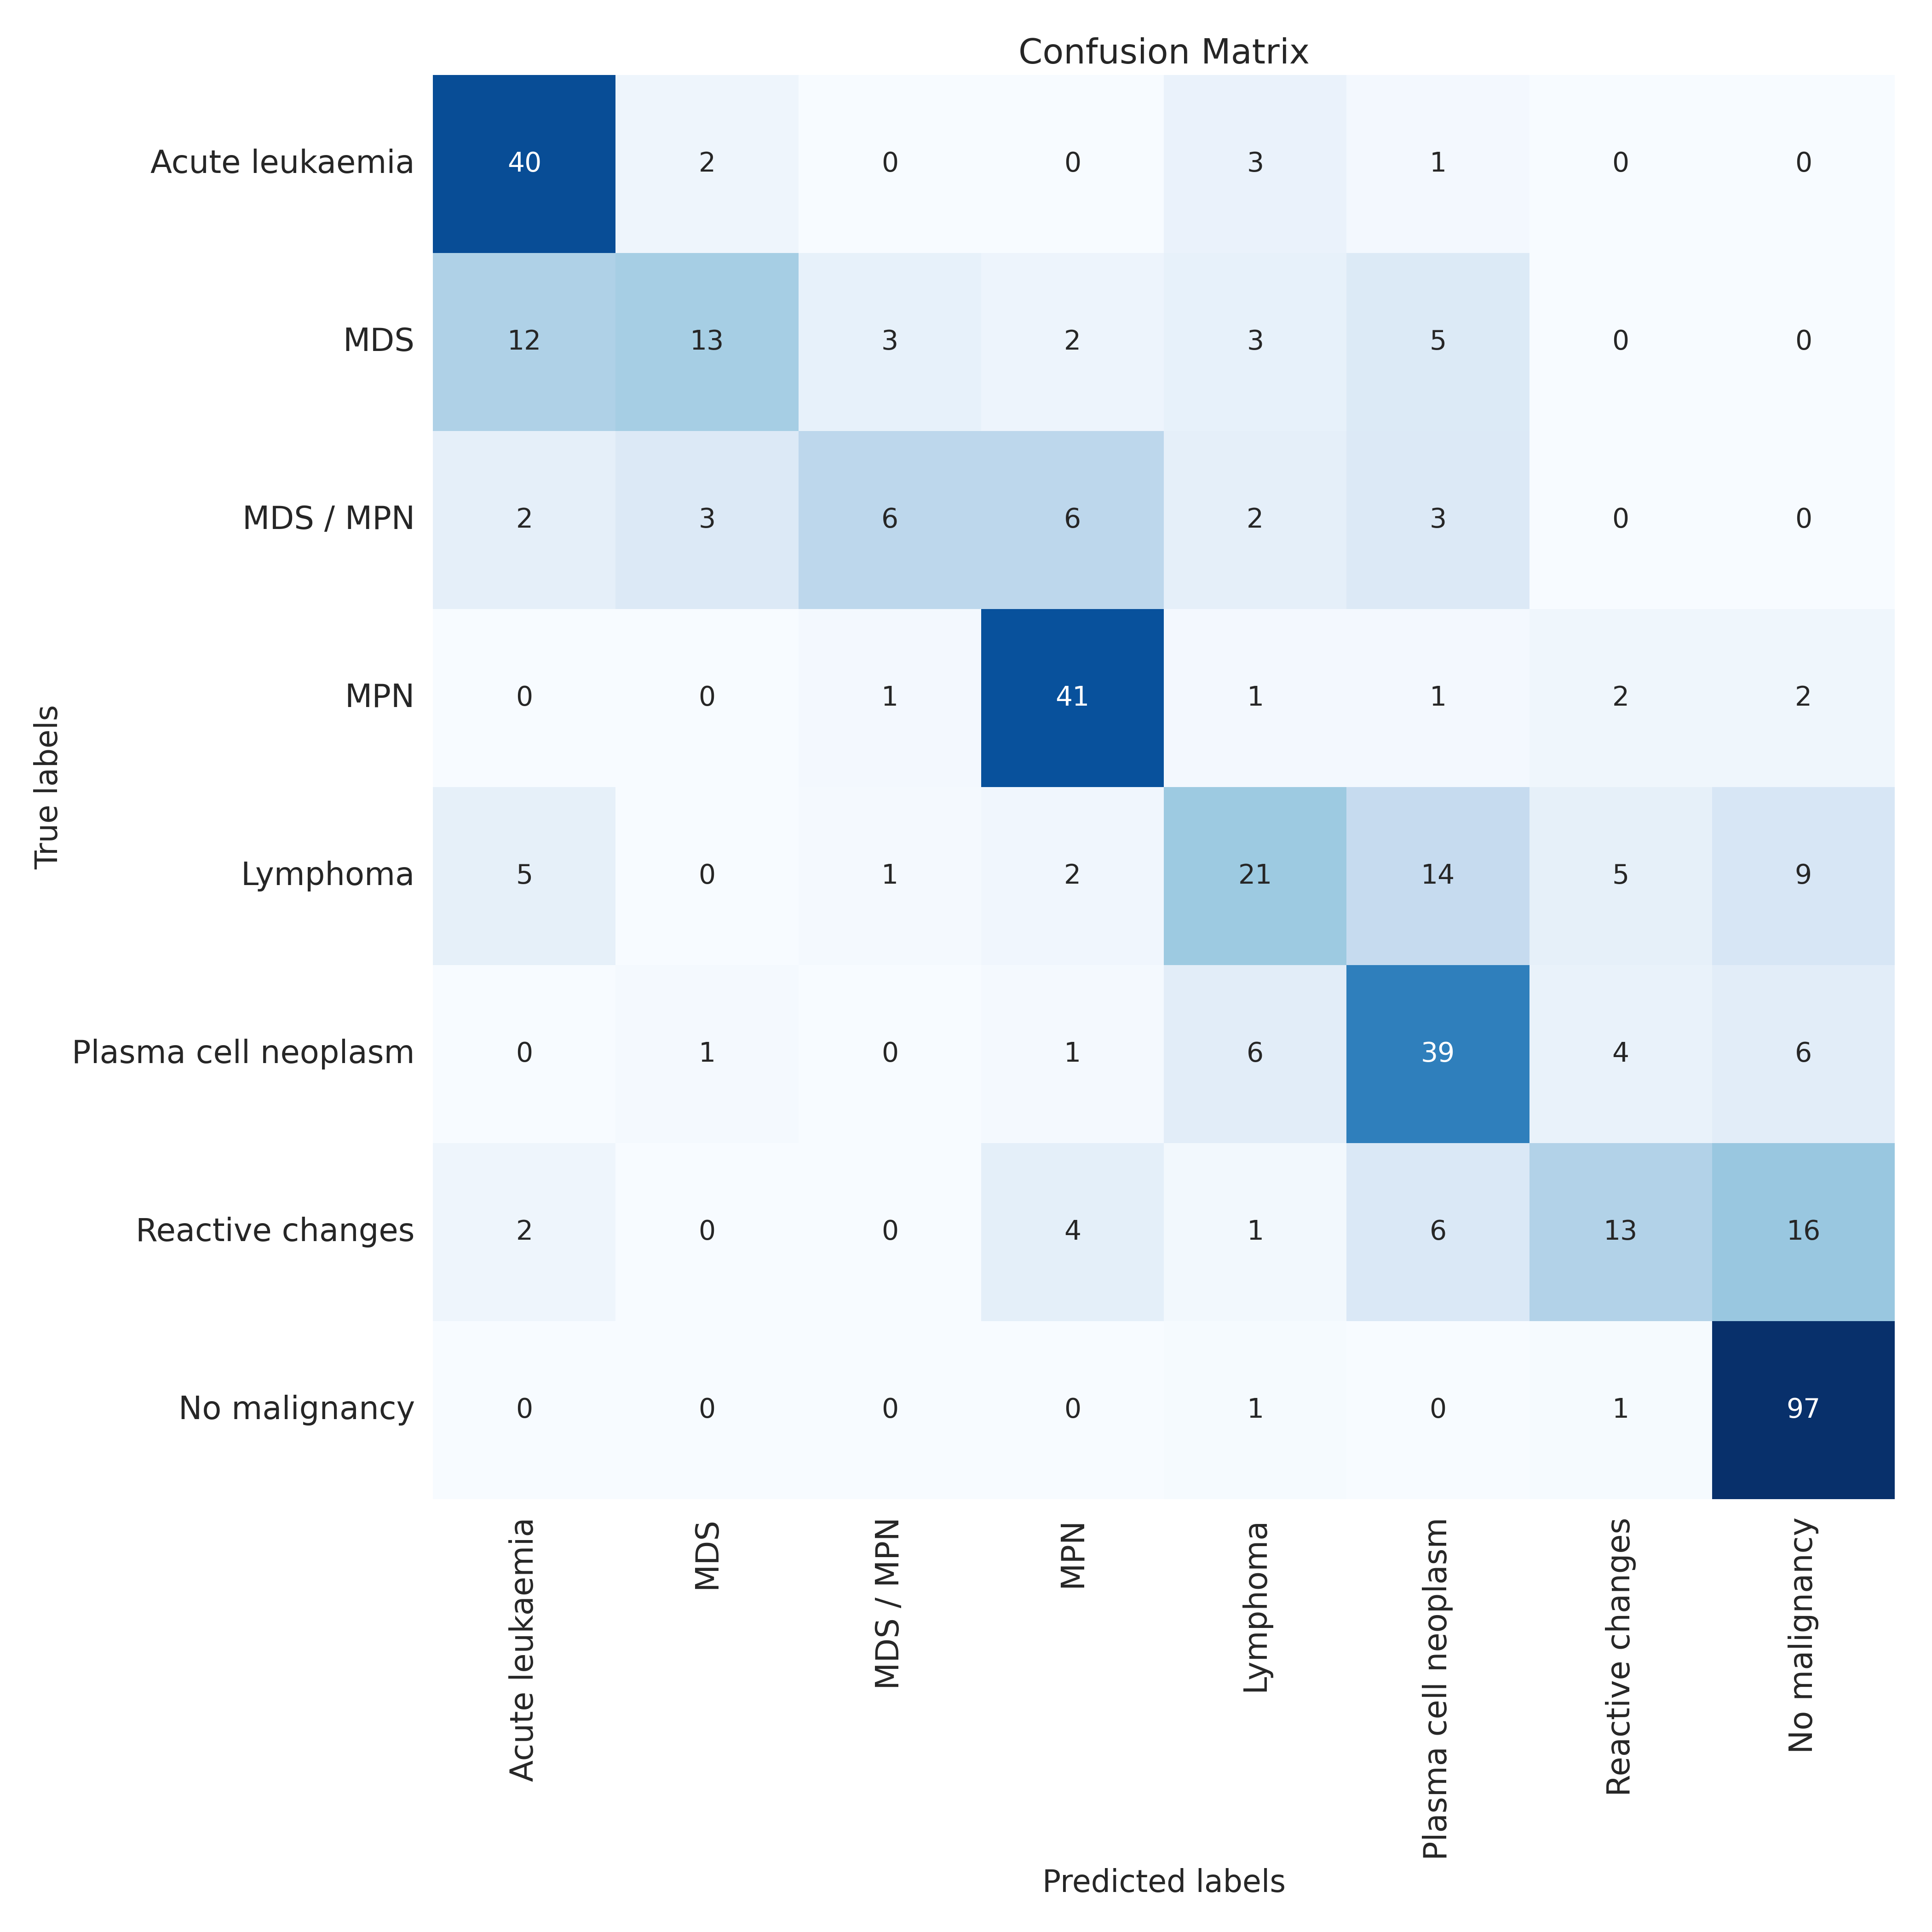 Confusion Matrix
True labels
Acute leukaemia 40 2 0 0 3 1 0 0
MDS 12 13 3 2 3 5 0 0
MDS / MPN 2 3 6 6 2 3 0 0
MPN 0 0 1 41 1 1 2 2
Lymphoma 5 0 1 2 21 14 5 9
Plasma cell neoplasm 0 1 0 1 6 39 4 6
Reactive changes 2 0 0 4 1 6 13 16
No malignancy 0 0 0 0 1 0 1 97
Acute leukaemia
MDS
MDS / MPN
MPN
Lymphoma
Plasma cell neoplasm
Reactive changes
No malignancy
Predicted labels